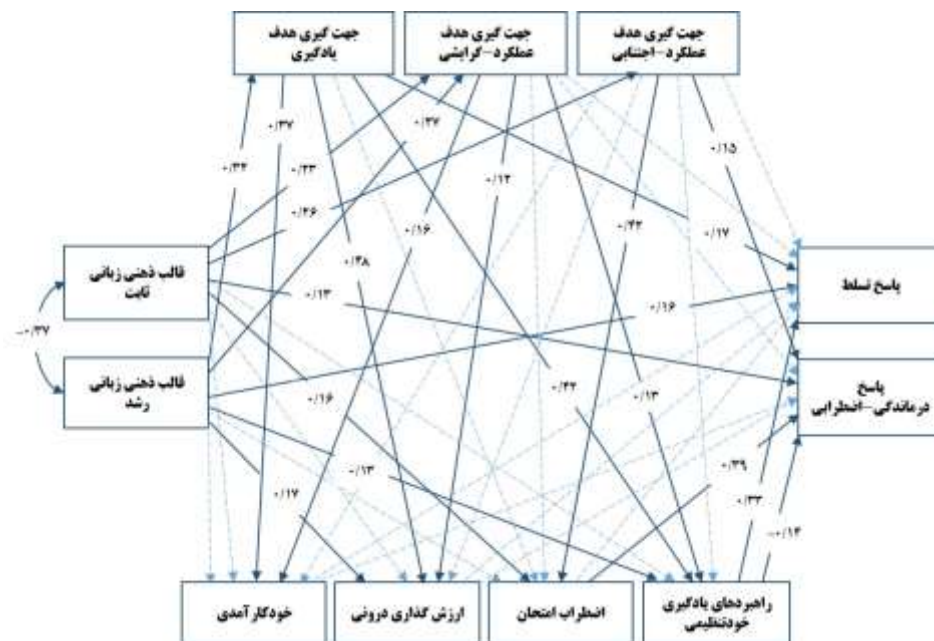 جهت گیری هدف
یادگیری
جهت گیری هدف
عملکرد-گرایشی
جهت گیری هدف
عملکرد-اجتنابی
۰/۳۷
۰/۳۷
۰/۱۵
۰/۳۴
۰/۲۳
۰/۱۲
۰/۲۶
۰/۱۶
۰/۴۲
۰/۱۷
قالب ذهنی زبانی
ثابت
۰/۴۸
پاسخ تسلط
۰/۱۳
۰/۱۶
-۰/۳۷
قالب ذهنی زبانی
رشد
پاسخ
درماندگی-اضطرابی
۰/۱۶
۰/۴۴
۰/۱۳
۰/۱۳
۰/۳۹
۰/۱۷
۰/۳۳
-۰/۱۴
خودکارآمدی
ارزش گذاری درونی
اضطراب امتحان
راهبردهای یادگیری
خودتنظیمی